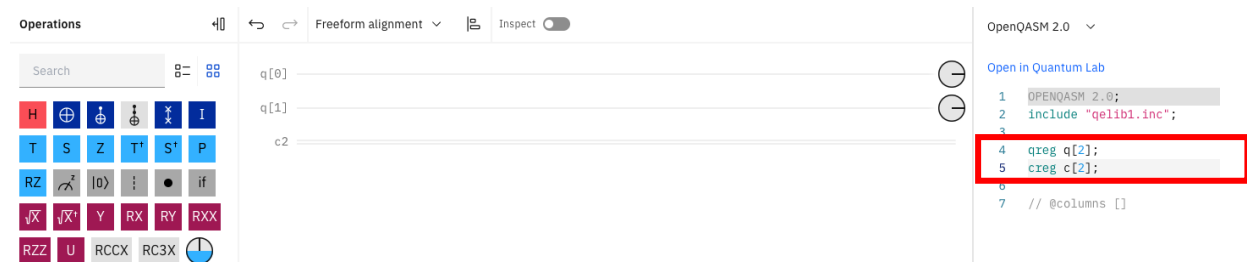 Operations
Freeform alignment
Inspect
OpenQASM 2.0
Search
Open in Quantum Lab
q[0]
q[1]
c2
H I
T S Z T† S† P
RZ z |0⟩ if
√X √X† Y RX RY RXX
RZZ U RCCX RC3X
1 OPENQASM 2.0;
2 include "qelib1.inc";
3
4 qreg q[2];
5 creg c[2];
6
7 // @columns []